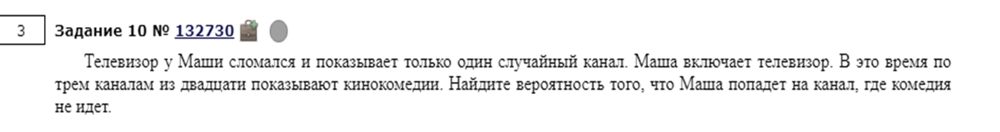 3 Задание 10 № 132730
Телевизор у Маши сломался и показывает только один случайный канал. Маша включает телевизор. В это время по
трем каналам из двадцати показывают кинокомедии. Найдите вероятность того, что Маша попадет на канал, где комедия
не идет.